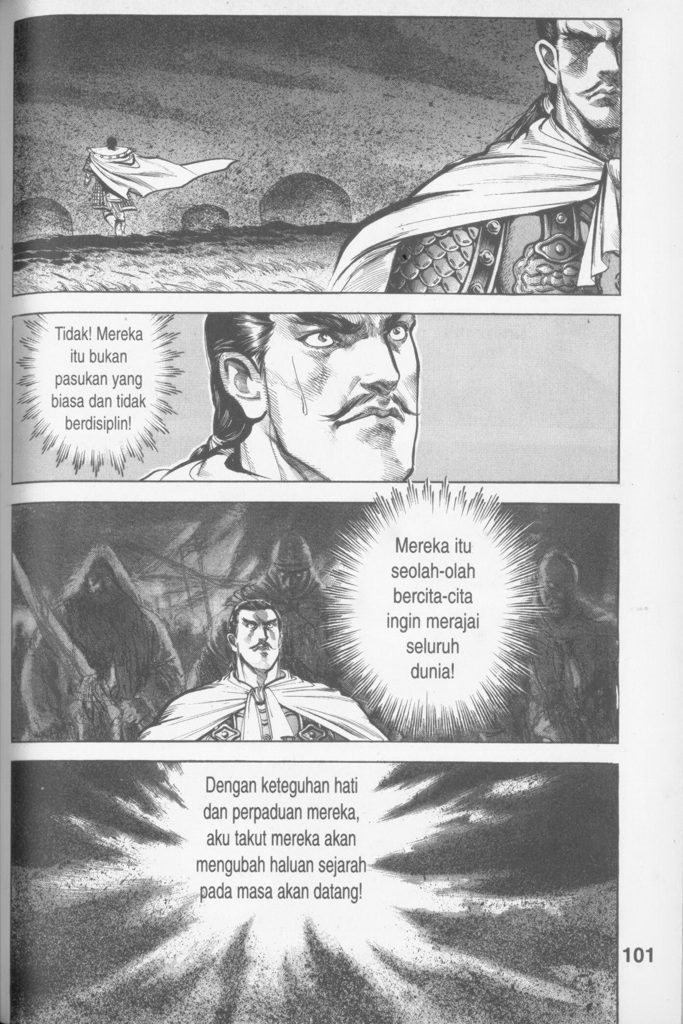 Tidak! Mereka
itu bukan
pasukan yang
biasa dan tidak
berdisiplin!
Mereka itu
seolah-olah
bercita-cita
ingin merajai
seluruh
dunia!
Dengan keteguhan hati
dan perpaduan mereka,
aku takut mereka akan
mengubah haluan sejarah
pada masa akan datang!
101